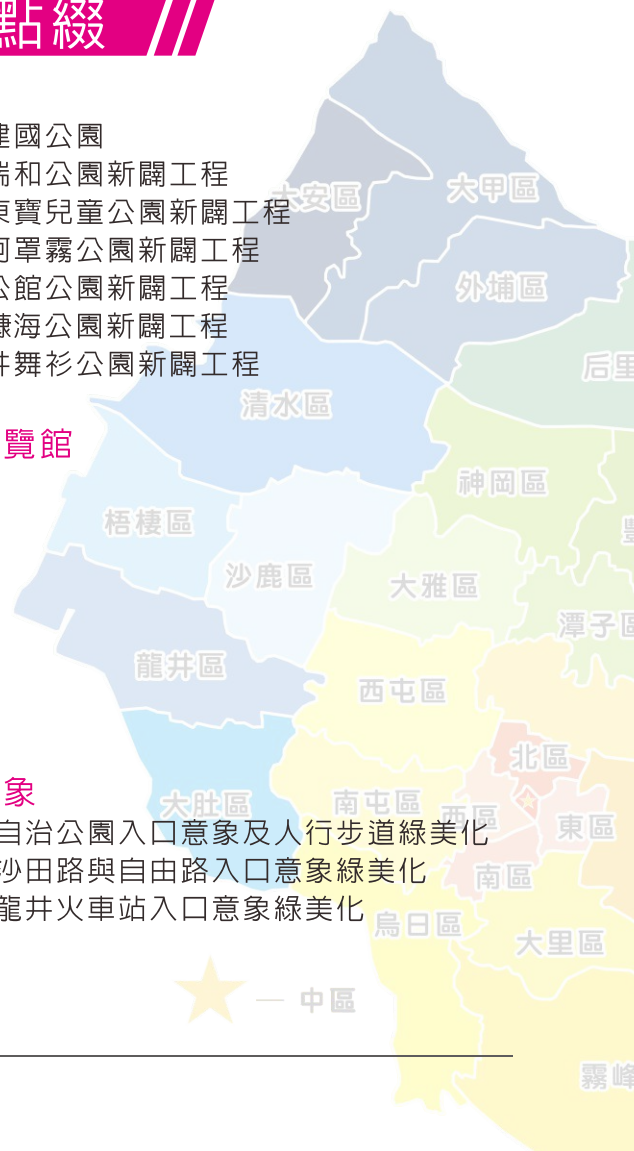 點綴
建國公園
瑞和公園新闢工程
東寶兒童公園新闢工程
阿罩霧公園新闢工程
公館公園新闢工程
糠海公園新闢工程
井舞衫公園新闢工程
覽館
象
自治公園入口意象及人行步道綠美化
沙田路與自由路入口意象綠美化
龍井火車站入口意象綠美化
大安區
大甲區
外埔區
后里
清水區
神岡區
梧棲區
沙鹿區
大雅區
潭子區
龍井區
西屯區
北區
大肚區
南屯區
西區
東區
南區
烏日區
大里區
中區
霧峰